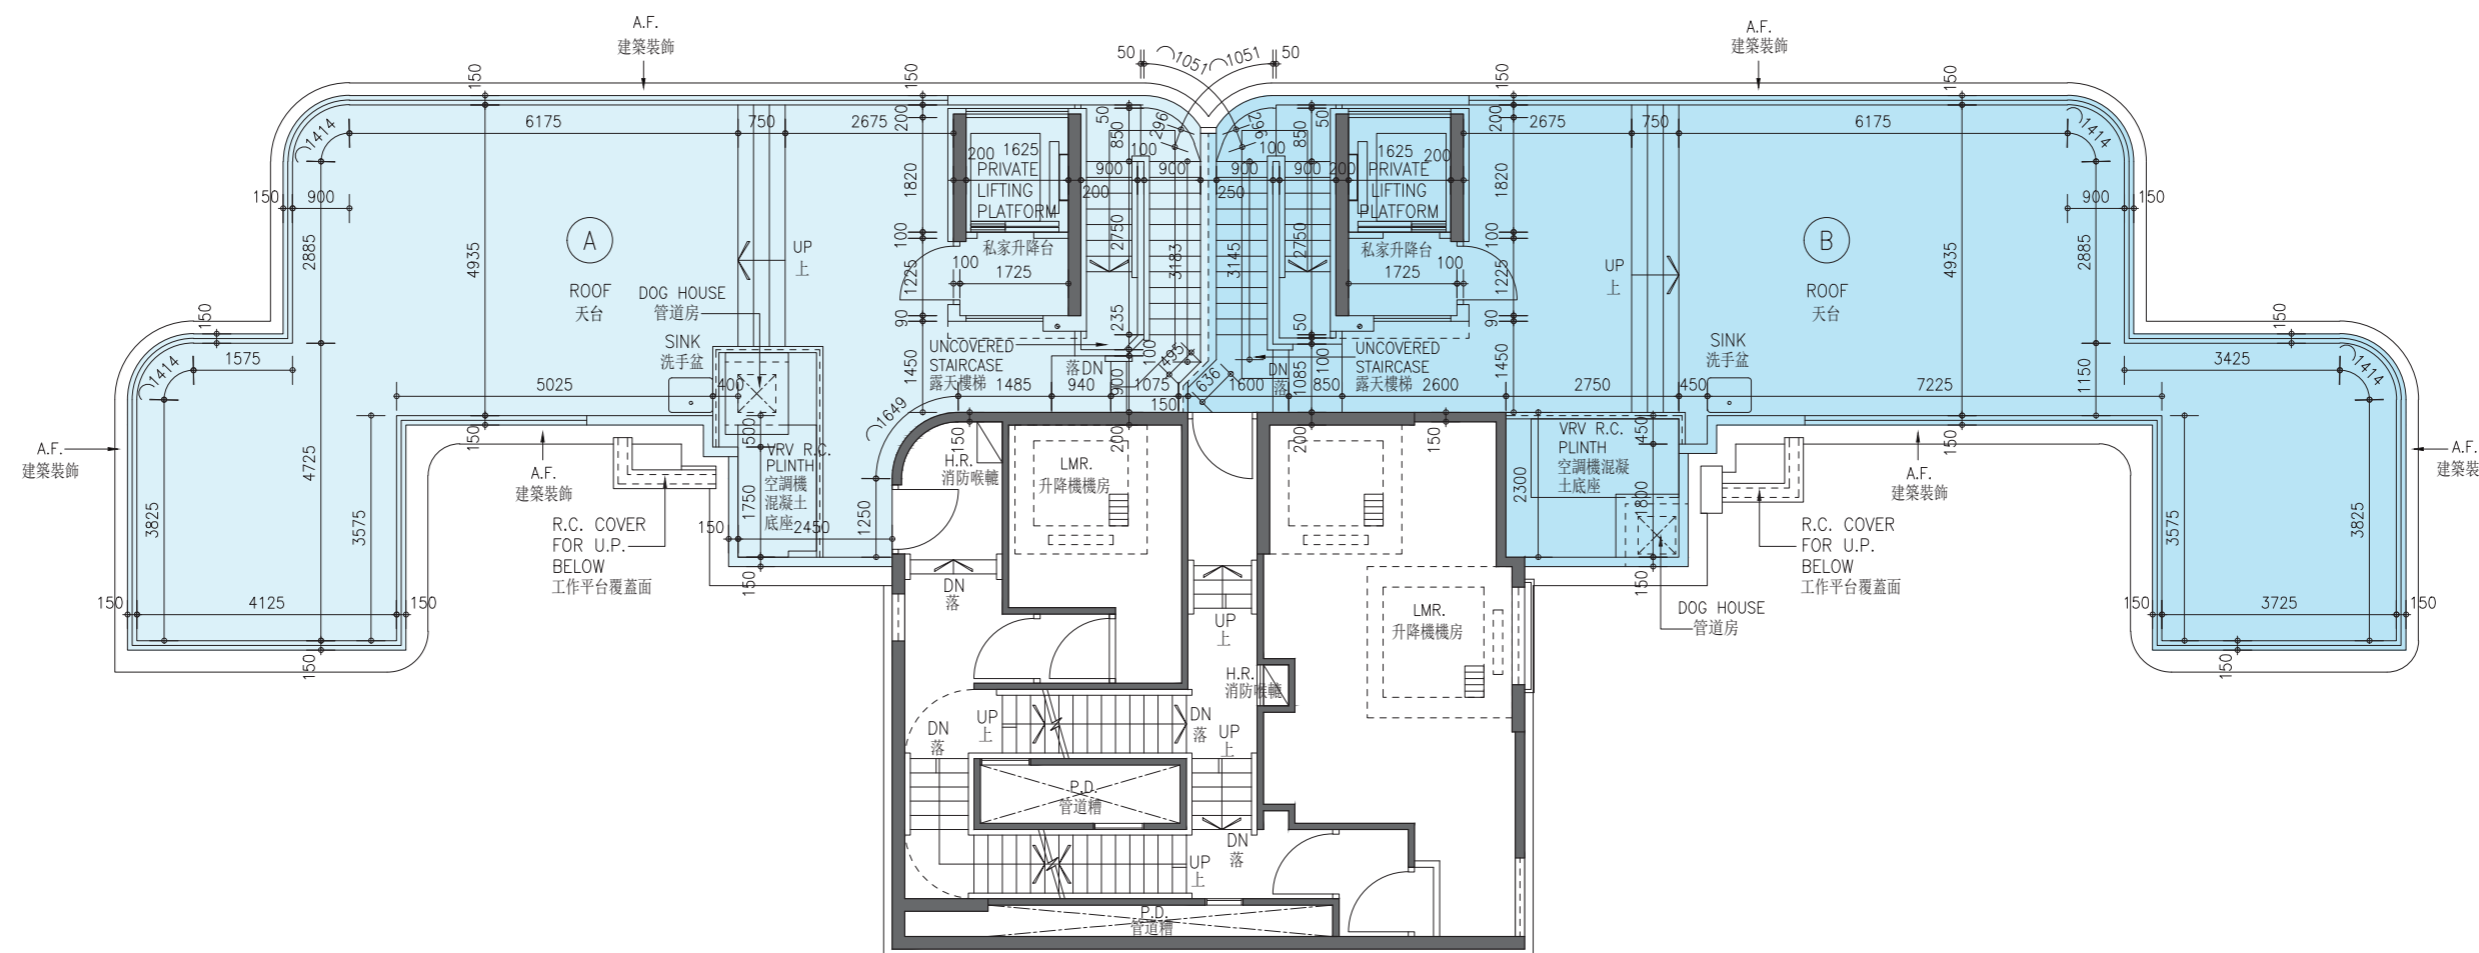 A.F.
建築裝飾
A.F.
建築裝飾
50
1051
1051
50
150
150
150
150
6175
750
2675
200
50
850
296
296
850
50
200
2675
750
6175
1414
1414
200
1625
PRIVATE
LIFTING
PLATFORM
私家升降台
100
900
900
200
900
900
100
200
250
1625
200
PRIVATE
LIFTING
PLATFORM
私家升降台
150
900
1820
1820
900
150
2885
4935
A
ROOF
天台
UP
上
100
1225
90
1450
100
1725
2750
3183
3145
2750
1725
100
100
1225
90
1450
UP
上
4935
B
ROOF
天台
2885
DOG HOUSE
管道房
SINK
洗手盆
SINK
洗手盆
150
1414
1575
5025
400
235
100
900
UNCOVERED
STAIRCASE
露天樓梯
1485
落DN
940
1075
150
495
636
1600
DN
落
50
100
1085
850
UNCOVERED
STAIRCASE
露天樓梯
2600
2750
450
7225
1150
3425
150
1414
1649
A.F.
建築裝飾
A.F.
建築裝
3825
4725
3575
150
A.F.
建築裝飾
500
VRV R.C.
PLINTH
空調機
混凝土
底座
1750
150
2450
1250
150
150
H.R.
消防喉轆
LMR.
升降機機房
200
200
150
2300
VRV R.C.
PLINTH
空調機混凝
土底座
450
1800
150
A.F.
建築裝飾
150
3575
3825
R.C. COVER
FOR U.P.
BELOW
工作平台覆蓋面
R.C. COVER
FOR U.P.
BELOW
工作平台覆蓋面
150
4125
150
150
DN
落
UP
上
LMR.
升降機機房
DOG HOUSE
管道房
150
3725
150
150
H.R.
消防喉轆
DN
落
UP
上
DN
落
UP
上
P.D.
管道槽
UP
上
DN
落
P.D.
管道槽